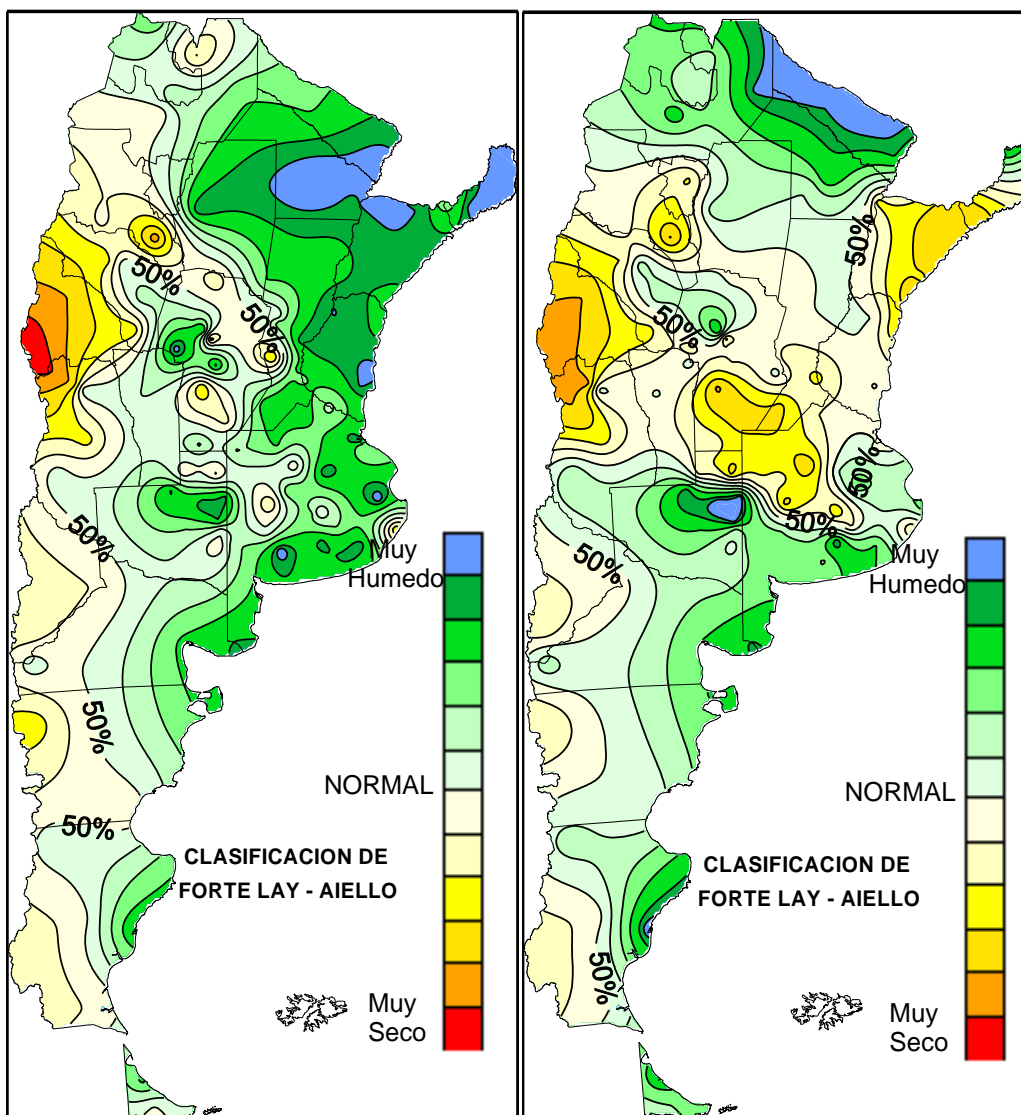 50%
50%
Muy
Humedo
50%
50%
NORMAL
50%
CLASIFICACION DE
FORTE LAY - AIELLO
Muy
Seco
50%
50%
50%
50%
Muy
Humedo
50%
NORMAL
CLASIFICACION DE
FORTE LAY - AIELLO
50%
Muy
Seco